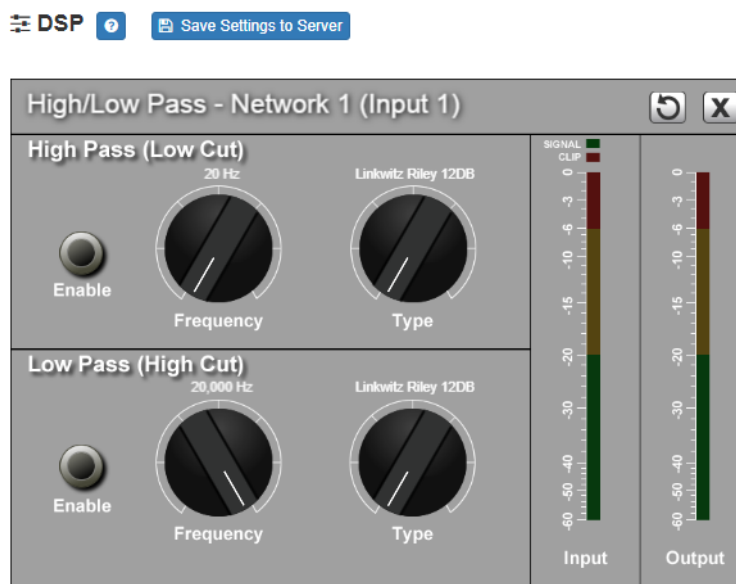 DSP ? Save Settings to Server
High/Low Pass - Network 1 (Input 1) X
High Pass (Low Cut)
20 Hz
Linkwitz Riley 12DB
Enable
Frequency
Type
Low Pass (High Cut)
20,000 Hz
Linkwitz Riley 12DB
Enable
Frequency
Type
SIGNAL
CLIP
0
-3
-6
-10
-15
-20
-30
-40
-50
-60
Input
0
-3
-6
-10
-15
-20
-30
-40
-50
-60
Output